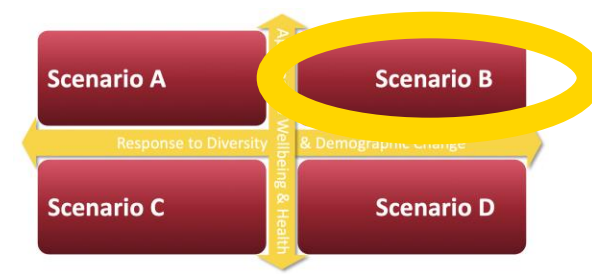 Scenario A
Scenario B
Response to Diversity & Demographic Change
Wellbeing & Health
Scenario C
Scenario D